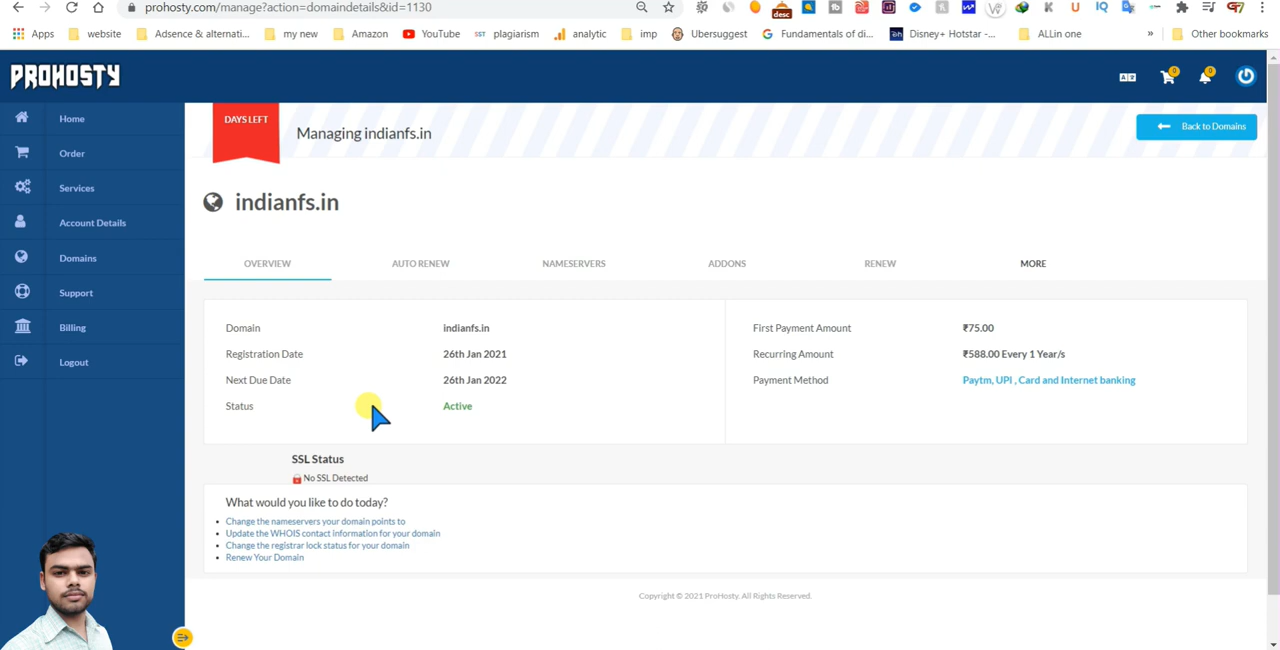 prohosty.com/manage?action=domaindetails&id=1130
Apps website Adsence & alternati... my new Amazon YouTube SST plagiarism analytic imp Ubersuggest Fundamentals of di... Disney+ Hotstar -... ALLin one » Other bookmarks
PROHOSTY
0 0
Home
Order
Services
Account Details
Domains
Support
Billing
Logout
DAYS LEFT
Managing indianfs.in
Back to Domains
indianfs.in
OVERVIEW AUTO RENEW NAMESERVERS ADDONS RENEW MORE
Domain indianfs.in
Registration Date 26th Jan 2021
Next Due Date 26th Jan 2022
Status Active
First Payment Amount ₹75.00
Recurring Amount ₹588.00 Every 1 Year/s
Payment Method Paytm, UPI , Card and Internet banking
SSL Status
No SSL Detected
What would you like to do today?
Change the nameservers your domain points to
Update the WHOIS contact information for your domain
Change the registrar lock status for your domain
Renew Your Domain
Copyright © 2021 ProHosty. All Rights Reserved.